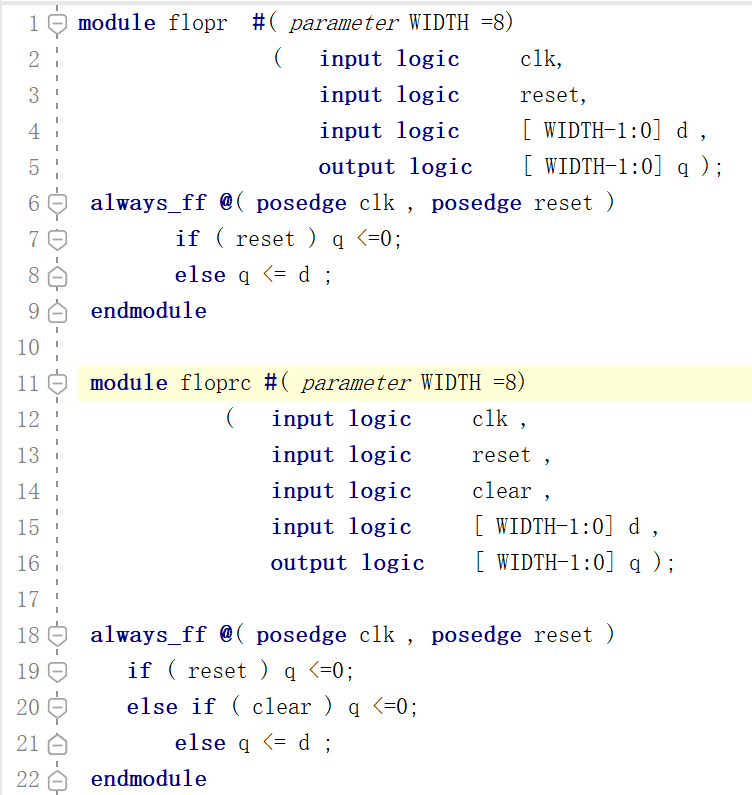 1 module flopr #( parameter WIDTH =8)
2 ( input logic clk,
3 input logic reset,
4 input logic [ WIDTH-1:0] d ,
5 output logic [ WIDTH-1:0] q );
6 always_ff @( posedge clk , posedge reset )
7 if ( reset ) q <=0;
8 else q <= d ;
9 endmodule
10
11 module floprc #( parameter WIDTH =8)
12 ( input logic clk ,
13 input logic reset ,
14 input logic clear ,
15 input logic [ WIDTH-1:0] d ,
16 output logic [ WIDTH-1:0] q );
17
18 always_ff @( posedge clk , posedge reset )
19 if ( reset ) q <=0;
20 else if ( clear ) q <=0;
21 else q <= d ;
22 endmodule